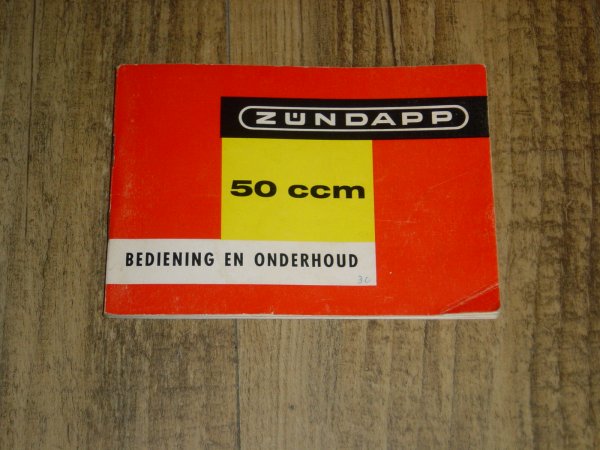 ZÜNDAPP
50 ccm
BEDIENING EN ONDERHOUD